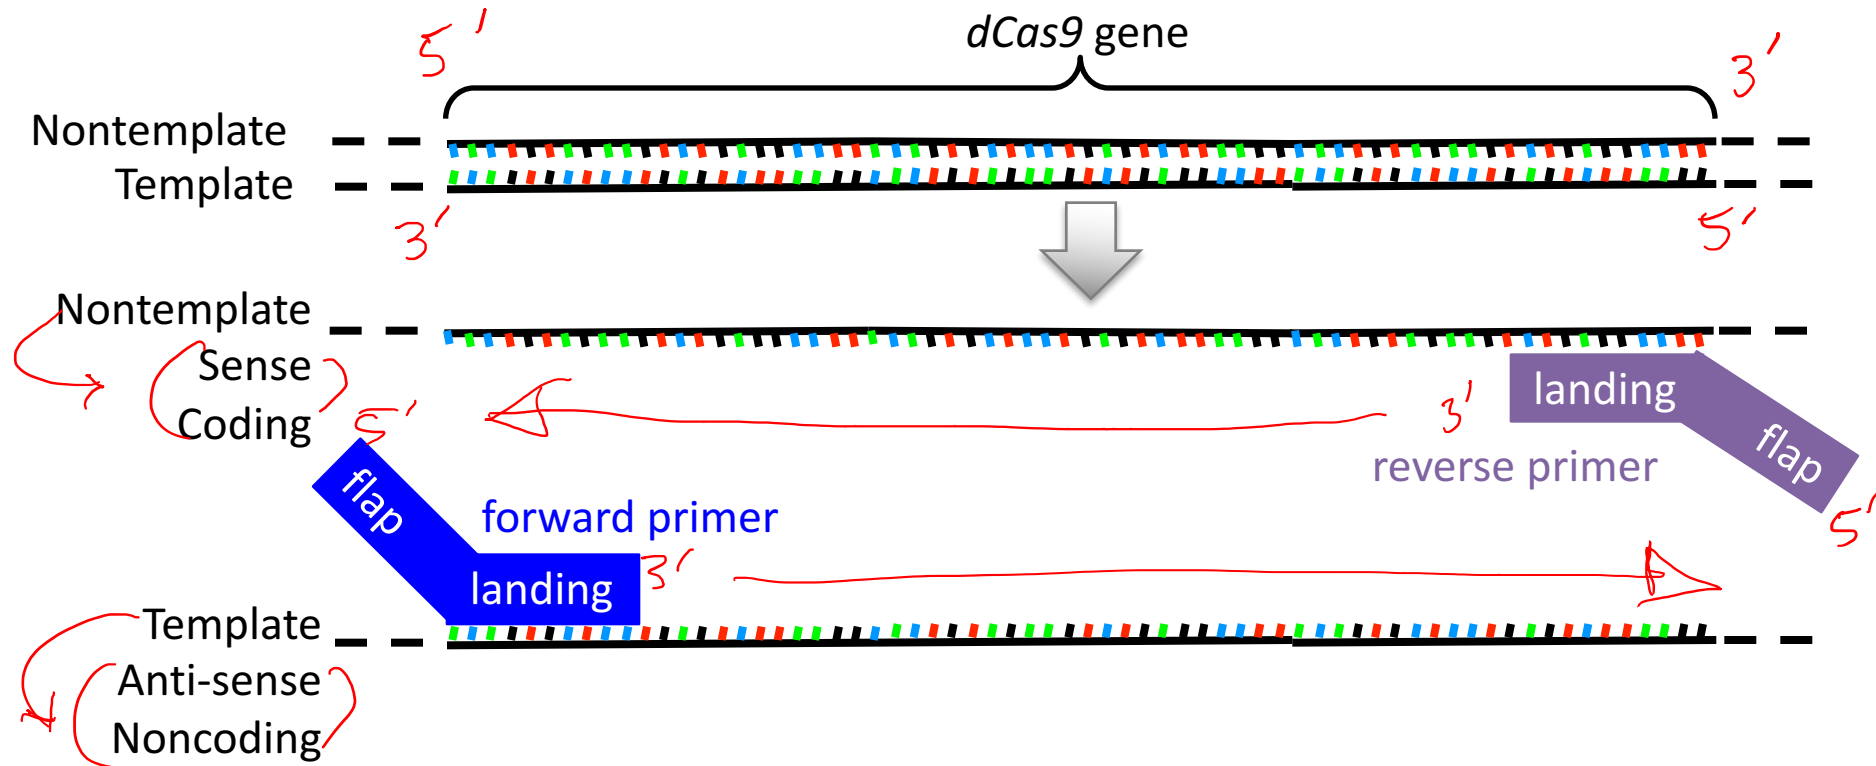 5'
dCas9 gene
3'
Nontemplate
Template
3'
5'
Nontemplate
Sense
Coding
5'
3'
landing
flap
reverse primer
5'
flap
forward primer
landing
3'
Template
Anti-sense
Noncoding